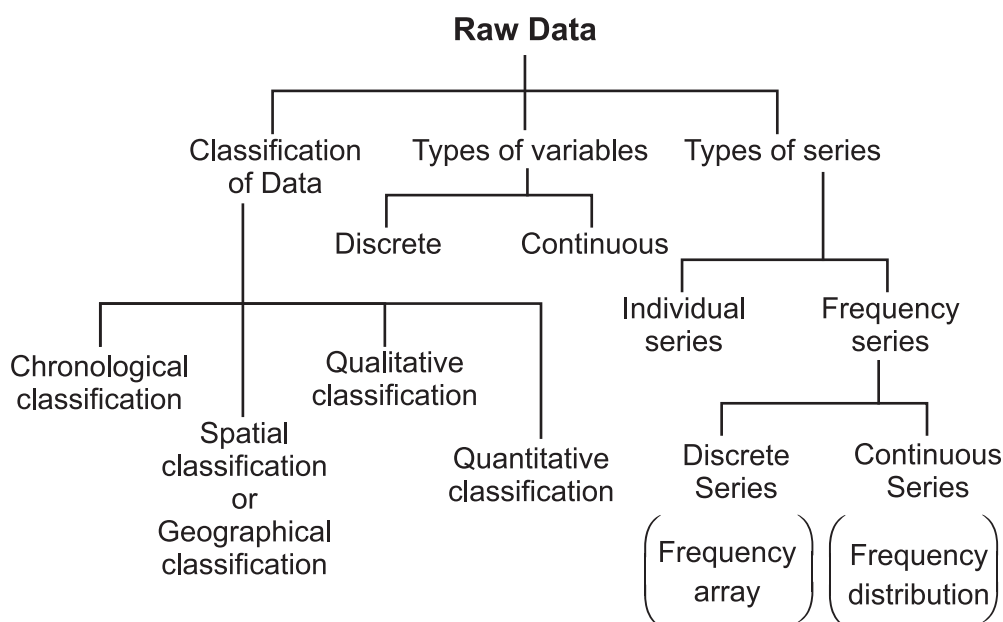 Raw Data
Classification
of Data
Types of variables
Types of series
Discrete
Continuous
Individual
series
Frequency
series
Chronological
classification
Spatial
classification
or
Geographical
classification
Qualitative
classification
Quantitative
classification
Discrete
Series
Frequency
array
Continuous
Series
Frequency
distribution